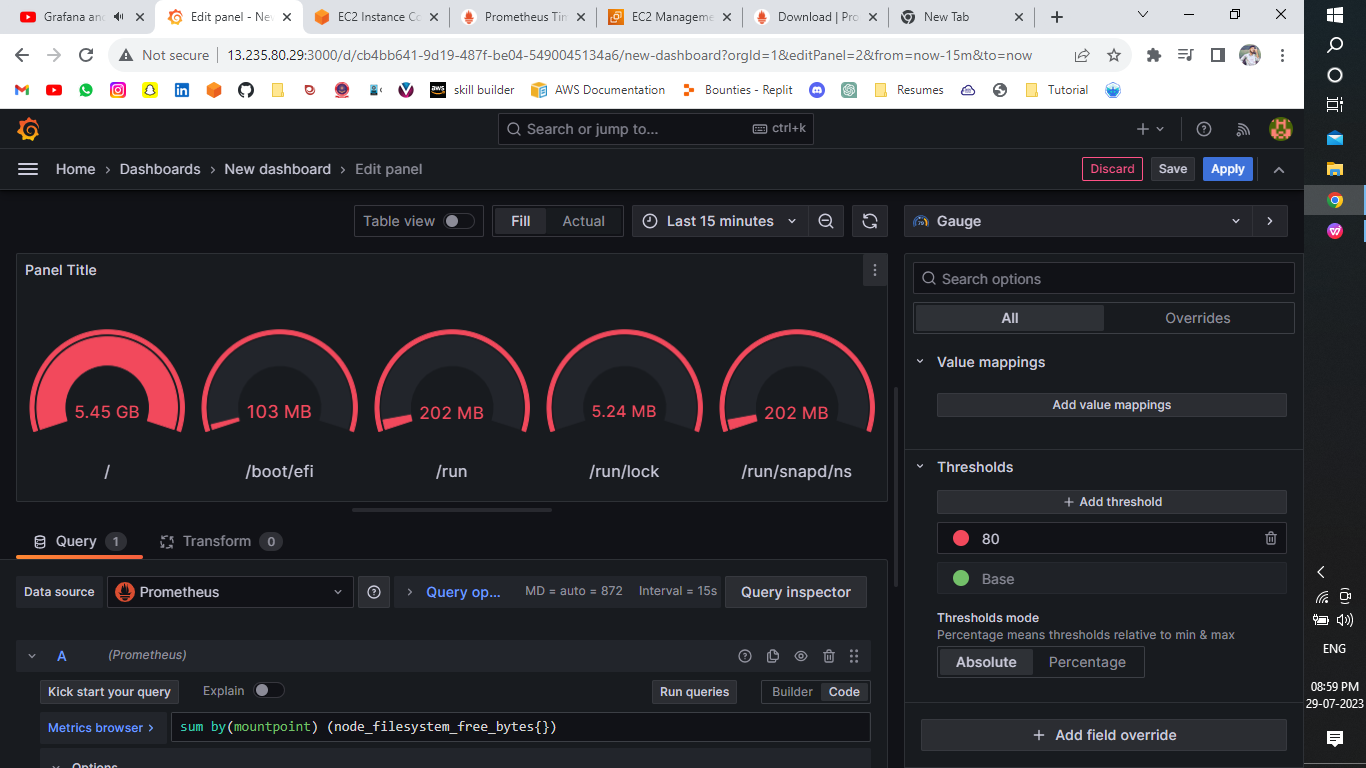 Grafana and
Edit panel - New
EC2 Instance Co
Prometheus Tim
EC2 Manageme
Download | Pro
New Tab
Not secure
13.235.80.29:3000/d/cb4bb641-9d19-487f-be04-5490045134a6/new-dashboard?orgId=1&editPanel=2&from=now-15m&to=now
skill builder
AWS Documentation
Bounties - Replit
Resumes
Tutorial
Search or jump to...
ctrl+k
Home › Dashboards › New dashboard › Edit panel
Discard
Save
Apply
Table view
Fill
Actual
Last 15 minutes
Gauge
Panel Title
5.45 GB
103 MB
202 MB
5.24 MB
202 MB
/
/boot/efi
/run
/run/lock
/run/snapd/ns
Search options
All
Overrides
Value mappings
Add value mappings
Thresholds
+ Add threshold
80
Base
Thresholds mode
Percentage means thresholds relative to min & max
Absolute
Percentage
+ Add field override
Query 1
Transform 0
Data source
Prometheus
Query op...
MD = auto = 872
Interval = 15s
Query inspector
A
(Prometheus)
Kick start your query
Explain
Run queries
Builder
Code
Metrics browser >
sum by(mountpoint) (node_filesystem_free_bytes{})
Options
ENG
08:59 PM
29-07-2023